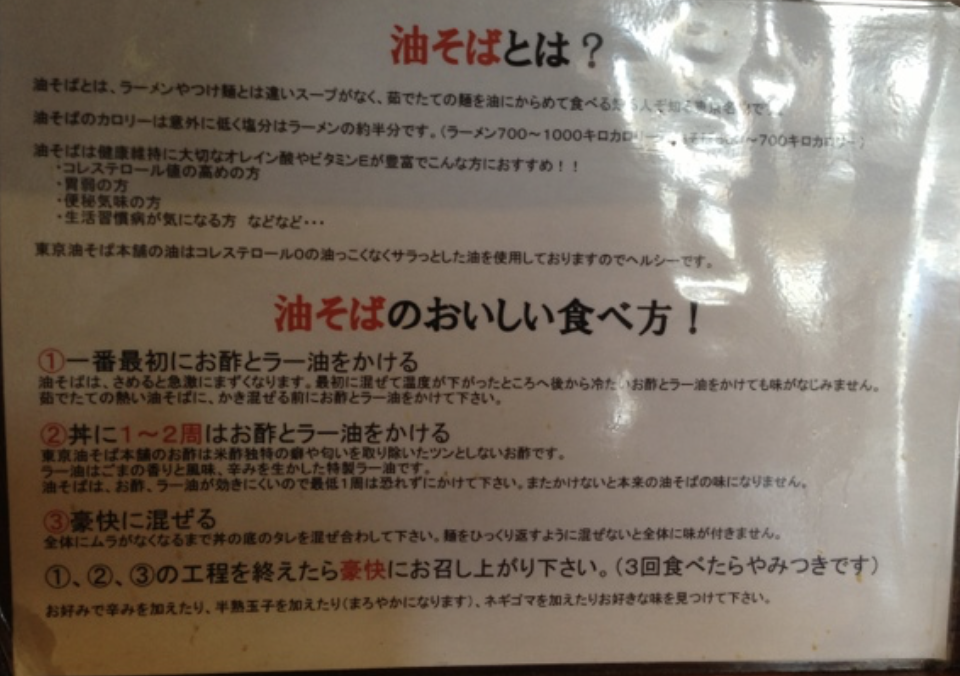 油そばとは？
油そばとは、ラーメンやつけ麺とは違いスープがなく、茹でたての麺を油にからめて食べる知る人ぞ知る東京名物です。
油そばのカロリーは意外に低く塩分はラーメンの約半分です。（ラーメン700～1000キロカロリー ～700キロカロリー）
油そばは健康維持に大切なオレイン酸やビタミンEが豊富でこんな方におすすめ！！
・コレステロール値の高めの方
・胃弱の方
・便秘気味の方
・生活習慣病が気になる方 などなど・・・
東京油そば本舗の油はコレステロール0の油っこくなくサラっとした油を使用しておりますのでヘルシーです。
油そばのおいしい食べ方！
①一番最初にお酢とラー油をかける
油そばは、さめると急激にまずくなります。最初に混ぜて温度が下がったところへ後から冷たいお酢とラー油をかけても味がなじみません。
茹でたての熱い油そばに、かき混ぜる前にお酢とラー油をかけて下さい。
②丼に１～２周はお酢とラー油をかける
東京油そば本舗のお酢は米酢独特の癖や匂いを取り除いたツンとしないお酢です。
ラー油はごまの香りと風味、辛みを生かした特製ラー油です。
油そばは、お酢、ラー油が効きにくいので最低1周は恐れずにかけて下さい。またかけないと本来の油そばの味になりません。
③豪快に混ぜる
全体にムラがなくなるまで丼の底のタレを混ぜ合わして下さい。麺をひっくり返すように混ぜないと全体に味が付きません。
①、②、③の工程を終えたら豪快にお召し上がり下さい。（３回食べたらやみつきです）
お好みで辛みを加えたり、半熟玉子を加えたり（まろやかになります）、ネギゴマを加えたりお好きな味を見つけて下さい。